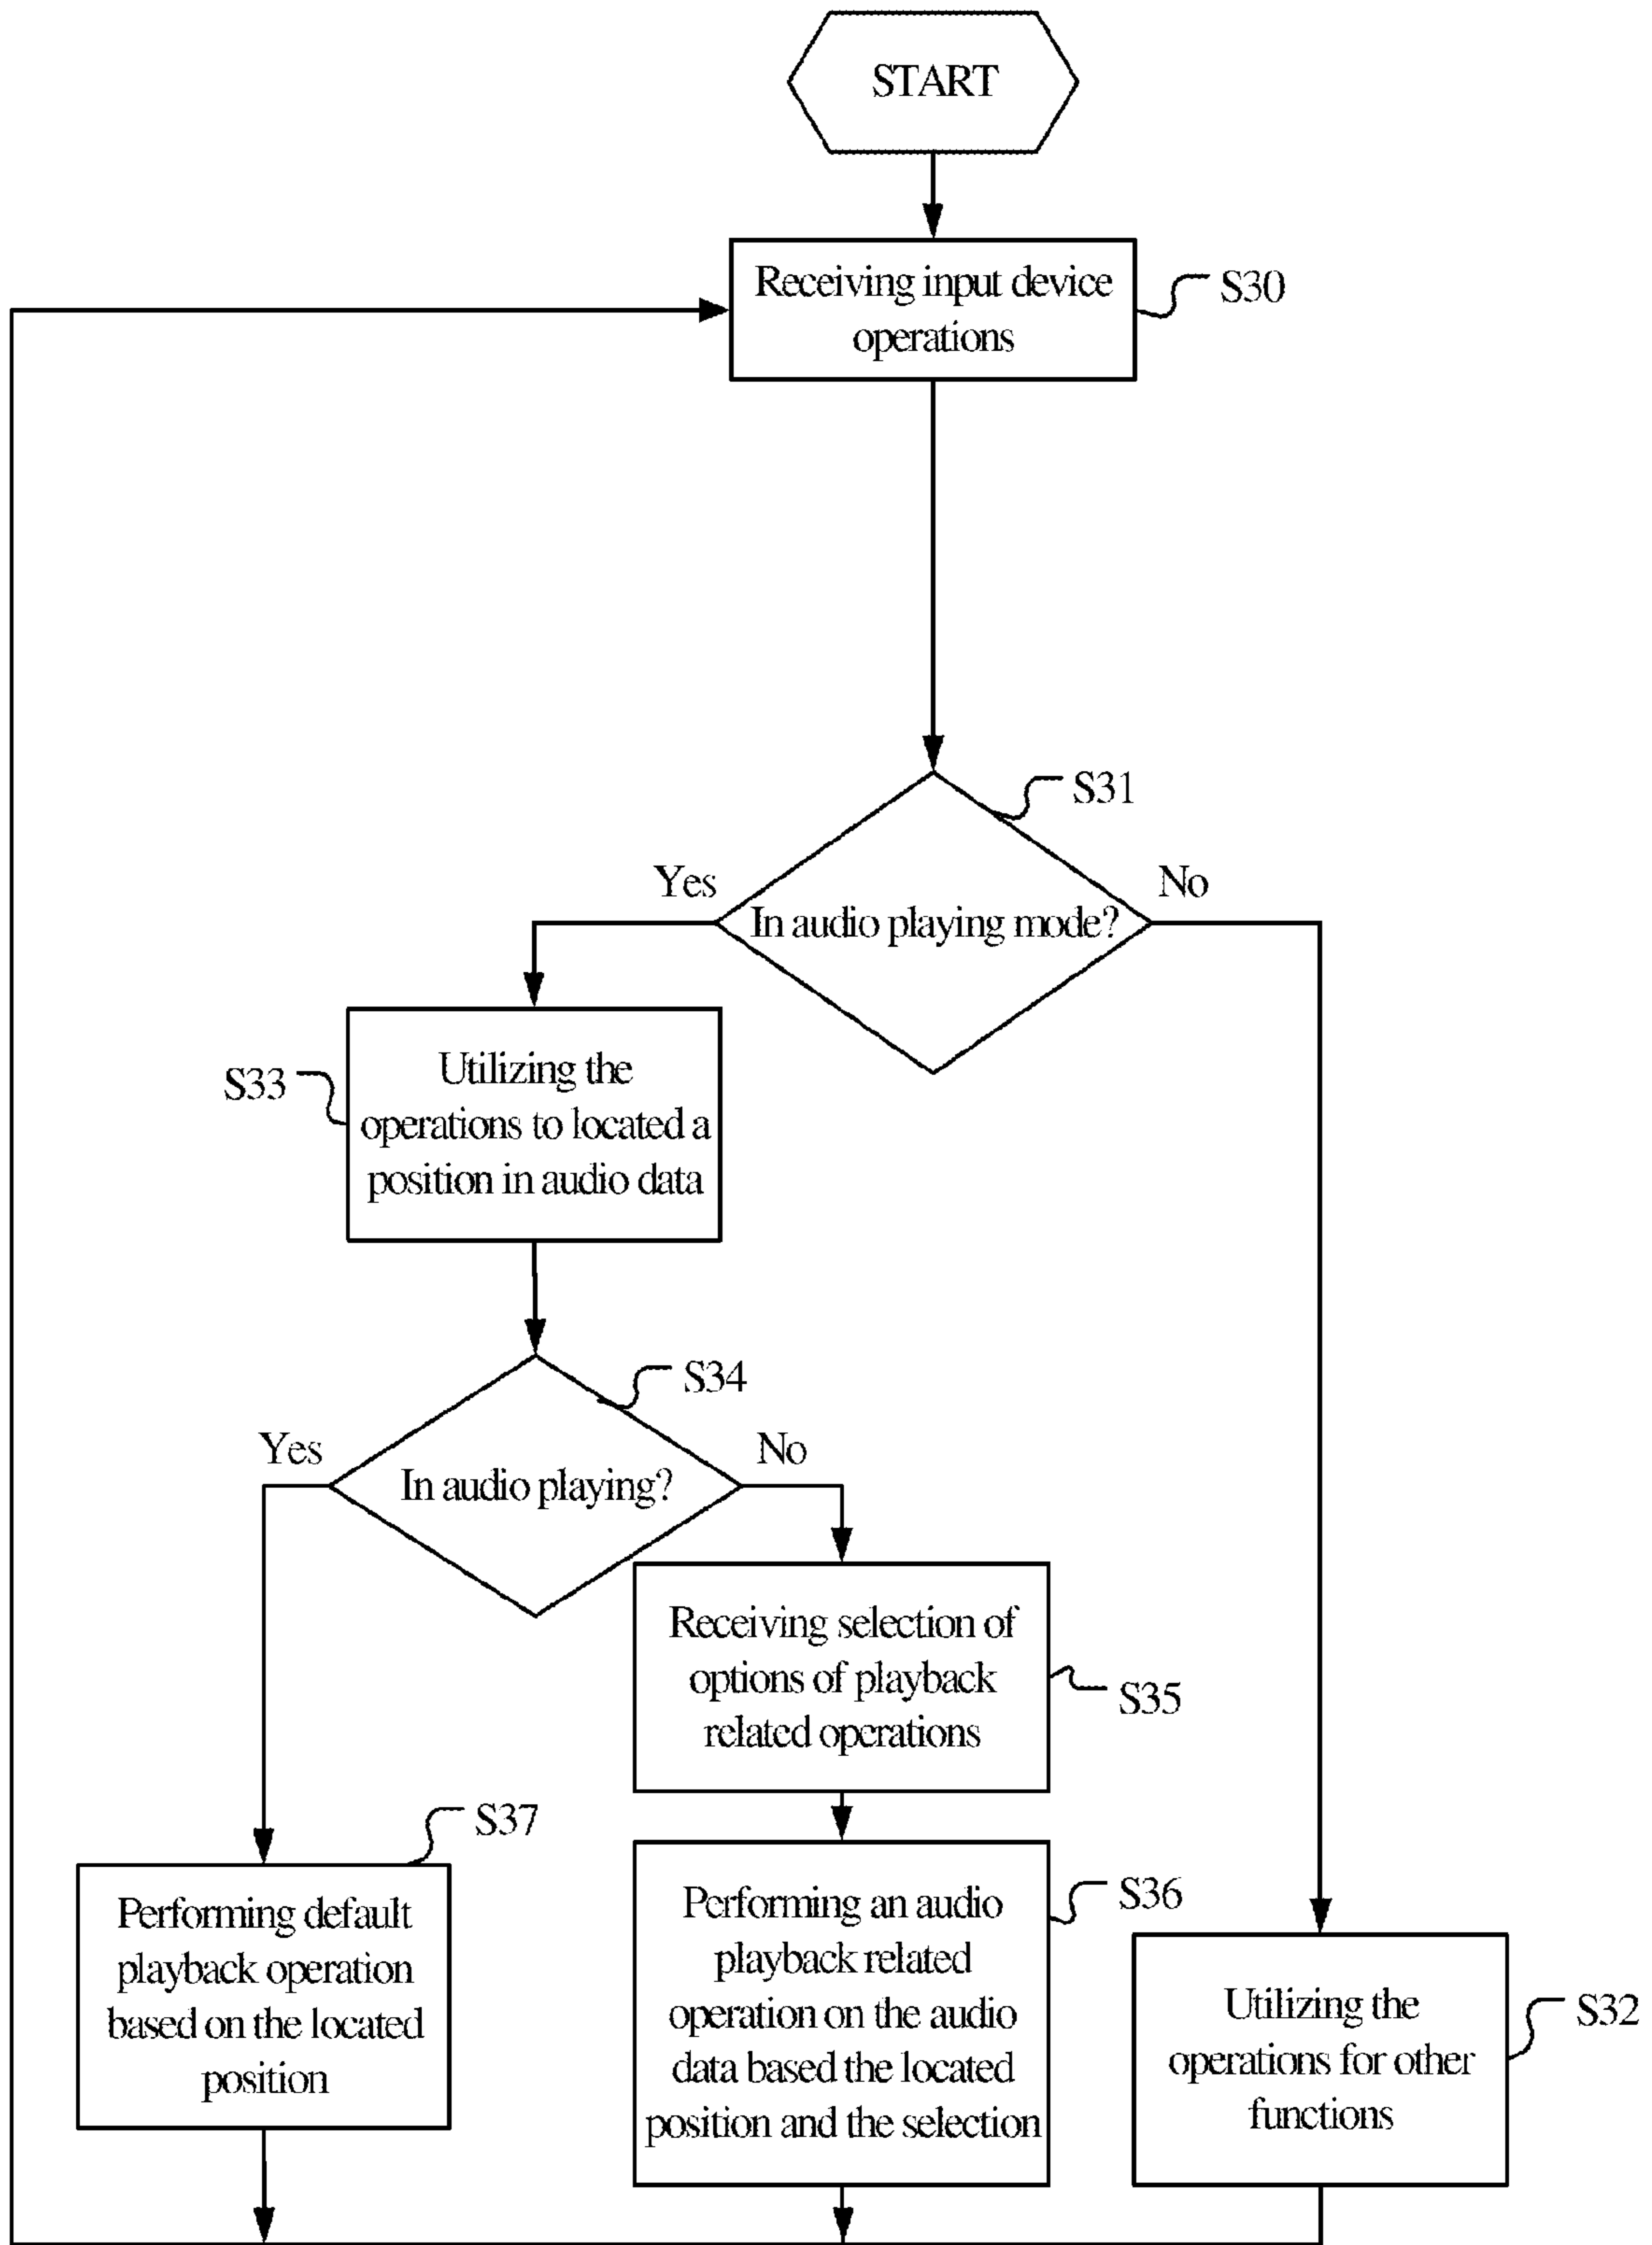 START
Receiving input device
operations
S30
S31
Yes
No
In audio playing mode?
S33
Utilizing the
operations to located a
position in audio data
S34
Yes
No
In audio playing?
Receiving selection of
options of playback
related operations
S35
S37
Performing default
playback operation
based on the located
position
Performing an audio
playback related
operation on the audio
data based the located
position and the selection
S36
Utilizing the
operations for other
functions
S32